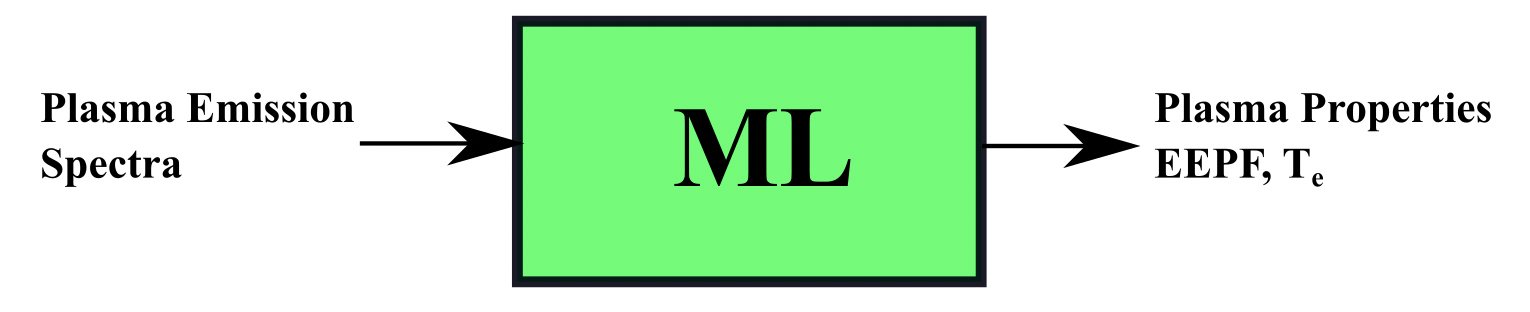 Plasma Emission
Spectra
ML
Plasma Properties
EEPF, Te